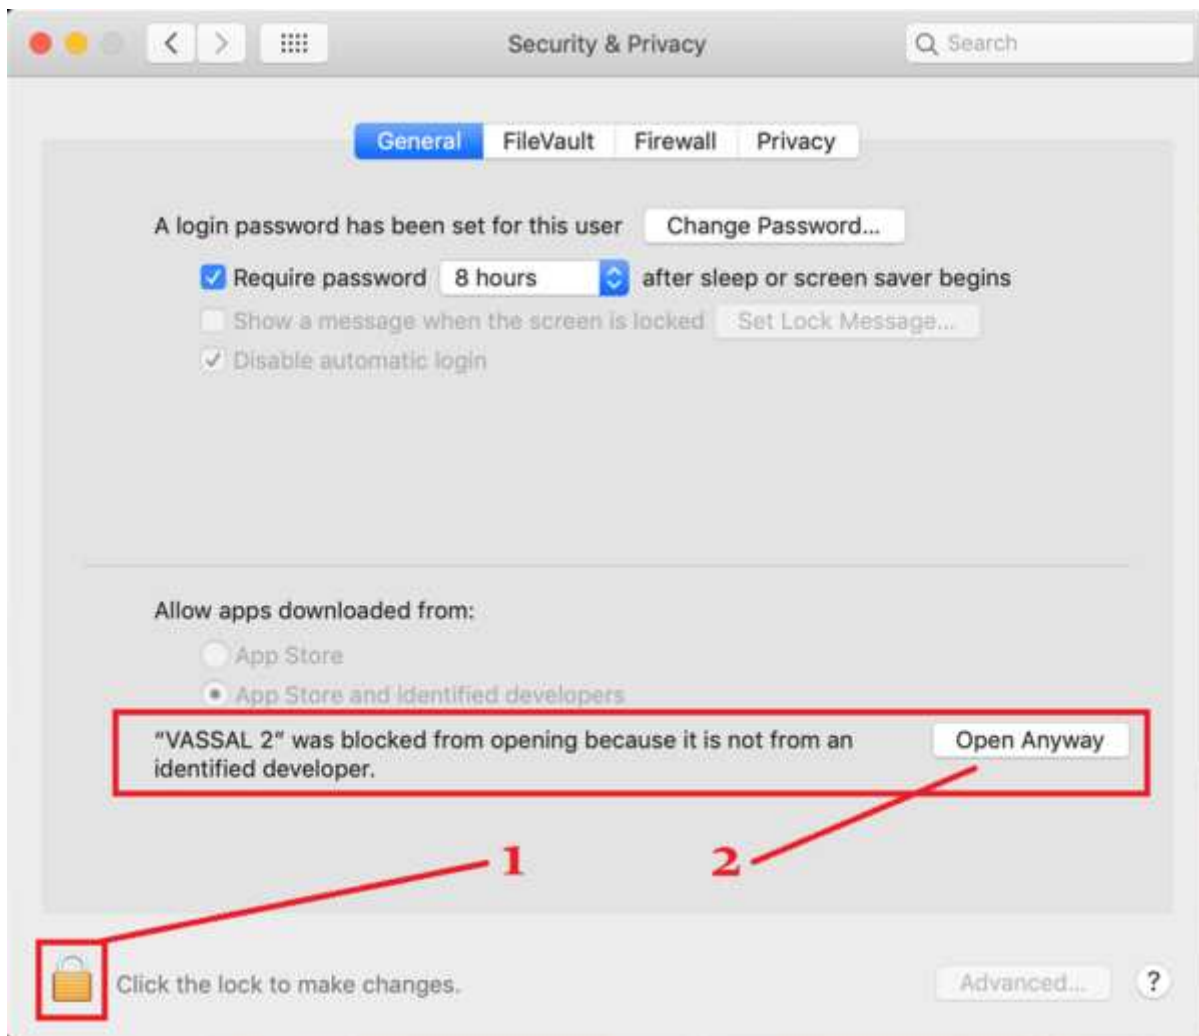 Security & Privacy
Search
General FileVault Firewall Privacy
A login password has been set for this user Change Password...
Require password 8 hours after sleep or screen saver begins
Show a message when the screen is locked Set Lock Message...
Disable automatic login
Allow apps downloaded from:
App Store
App Store and identified developers
“VASSAL 2” was blocked from opening because it is not from an Open Anyway
identified developer.
1 2
Click the lock to make changes. Advanced... ?